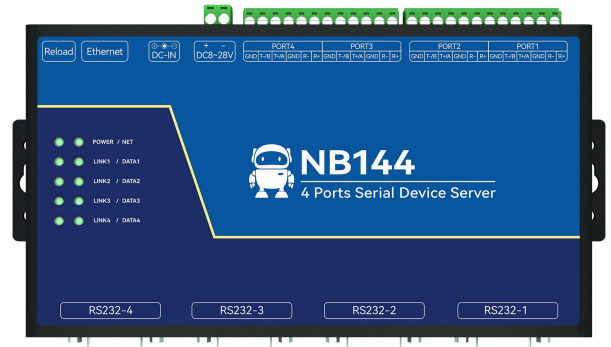 Reload Ethernet DC-IN + - DC8~28V PORT4 PORT3 PORT2 PORT1
GND T-/B T+/A GND R- R+ GND T-/B T+/A GND R- R+ GND T-/B T+/A GND R- R+ GND T-/B T+/A GND R- R+
POWER / NET
LINK1 / DATA1
LINK2 / DATA2
LINK3 / DATA3
LINK4 / DATA4
NB144
4 Ports Serial Device Server
RS232-4 RS232-3 RS232-2 RS232-1